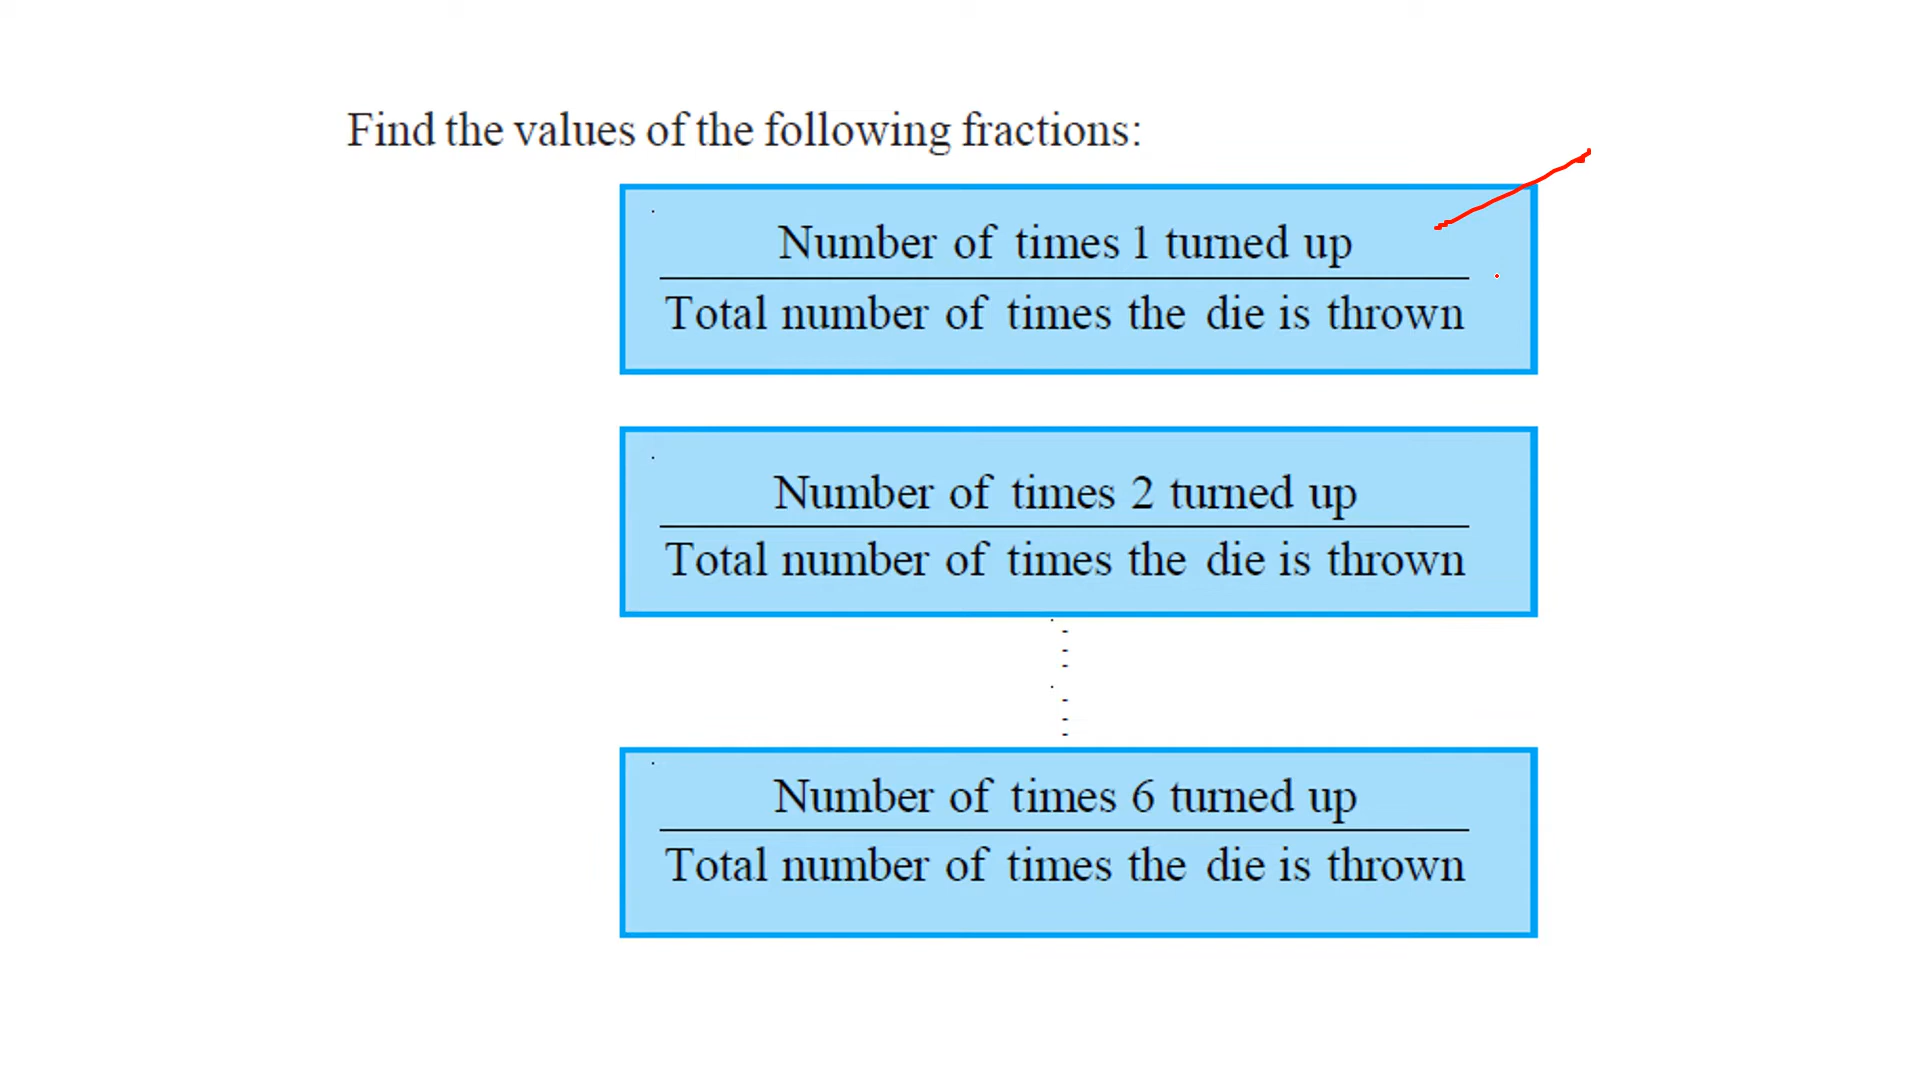 Find the values of the following fractions:
Number of times 1 turned up
Total number of times the die is thrown
Number of times 2 turned up
Total number of times the die is thrown
Number of times 6 turned up
Total number of times the die is thrown